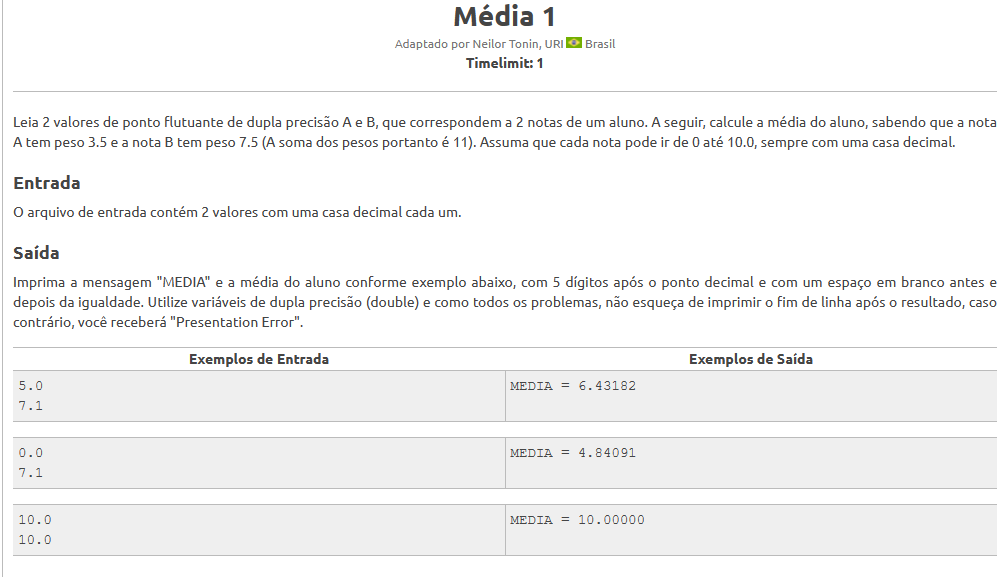 Média 1
Adaptado por Neilor Tonin, URI Brasil
Timelimit: 1
Leia 2 valores de ponto flutuante de dupla precisão A e B, que correspondem a 2 notas de um aluno. A seguir, calcule a média do aluno, sabendo que a nota
A tem peso 3.5 e a nota B tem peso 7.5 (A soma dos pesos portanto é 11). Assuma que cada nota pode ir de 0 até 10.0, sempre com uma casa decimal.
Entrada
O arquivo de entrada contém 2 valores com uma casa decimal cada um.
Saída
Imprima a mensagem "MEDIA" e a média do aluno conforme exemplo abaixo, com 5 dígitos após o ponto decimal e com um espaço em branco antes e
depois da igualdade. Utilize variáveis de dupla precisão (double) e como todos os problemas, não esqueça de imprimir o fim de linha após o resultado, caso
contrário, você receberá "Presentation Error".
Exemplos de Entrada
Exemplos de Saída
5.0
7.1
MEDIA = 6.43182
0.0
7.1
MEDIA = 4.84091
10.0
10.0
MEDIA = 10.00000